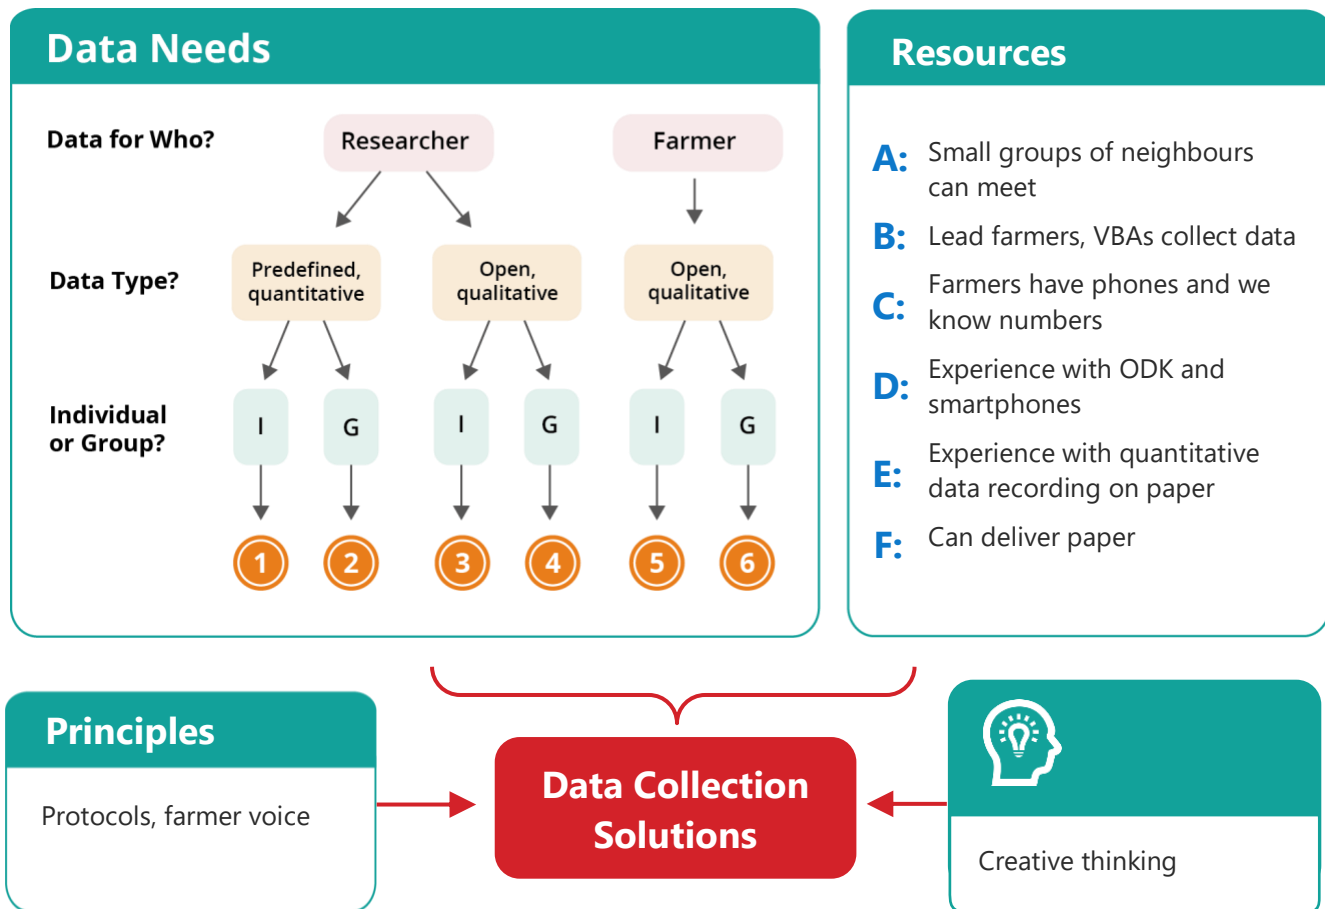 Data Needs
Data for Who?
Researcher
Farmer
Data Type?
Predefined,
quantitative
Open,
qualitative
Open,
qualitative
Individual
or Group?
I
G
I
G
I
G
1
2
3
4
5
6
Resources
A: Small groups of neighbours
can meet
B: Lead farmers, VBAs collect data
C: Farmers have phones and we
know numbers
D: Experience with ODK and
smartphones
E: Experience with quantitative
data recording on paper
F: Can deliver paper
Principles
Protocols, farmer voice
Data Collection
Solutions
Creative thinking